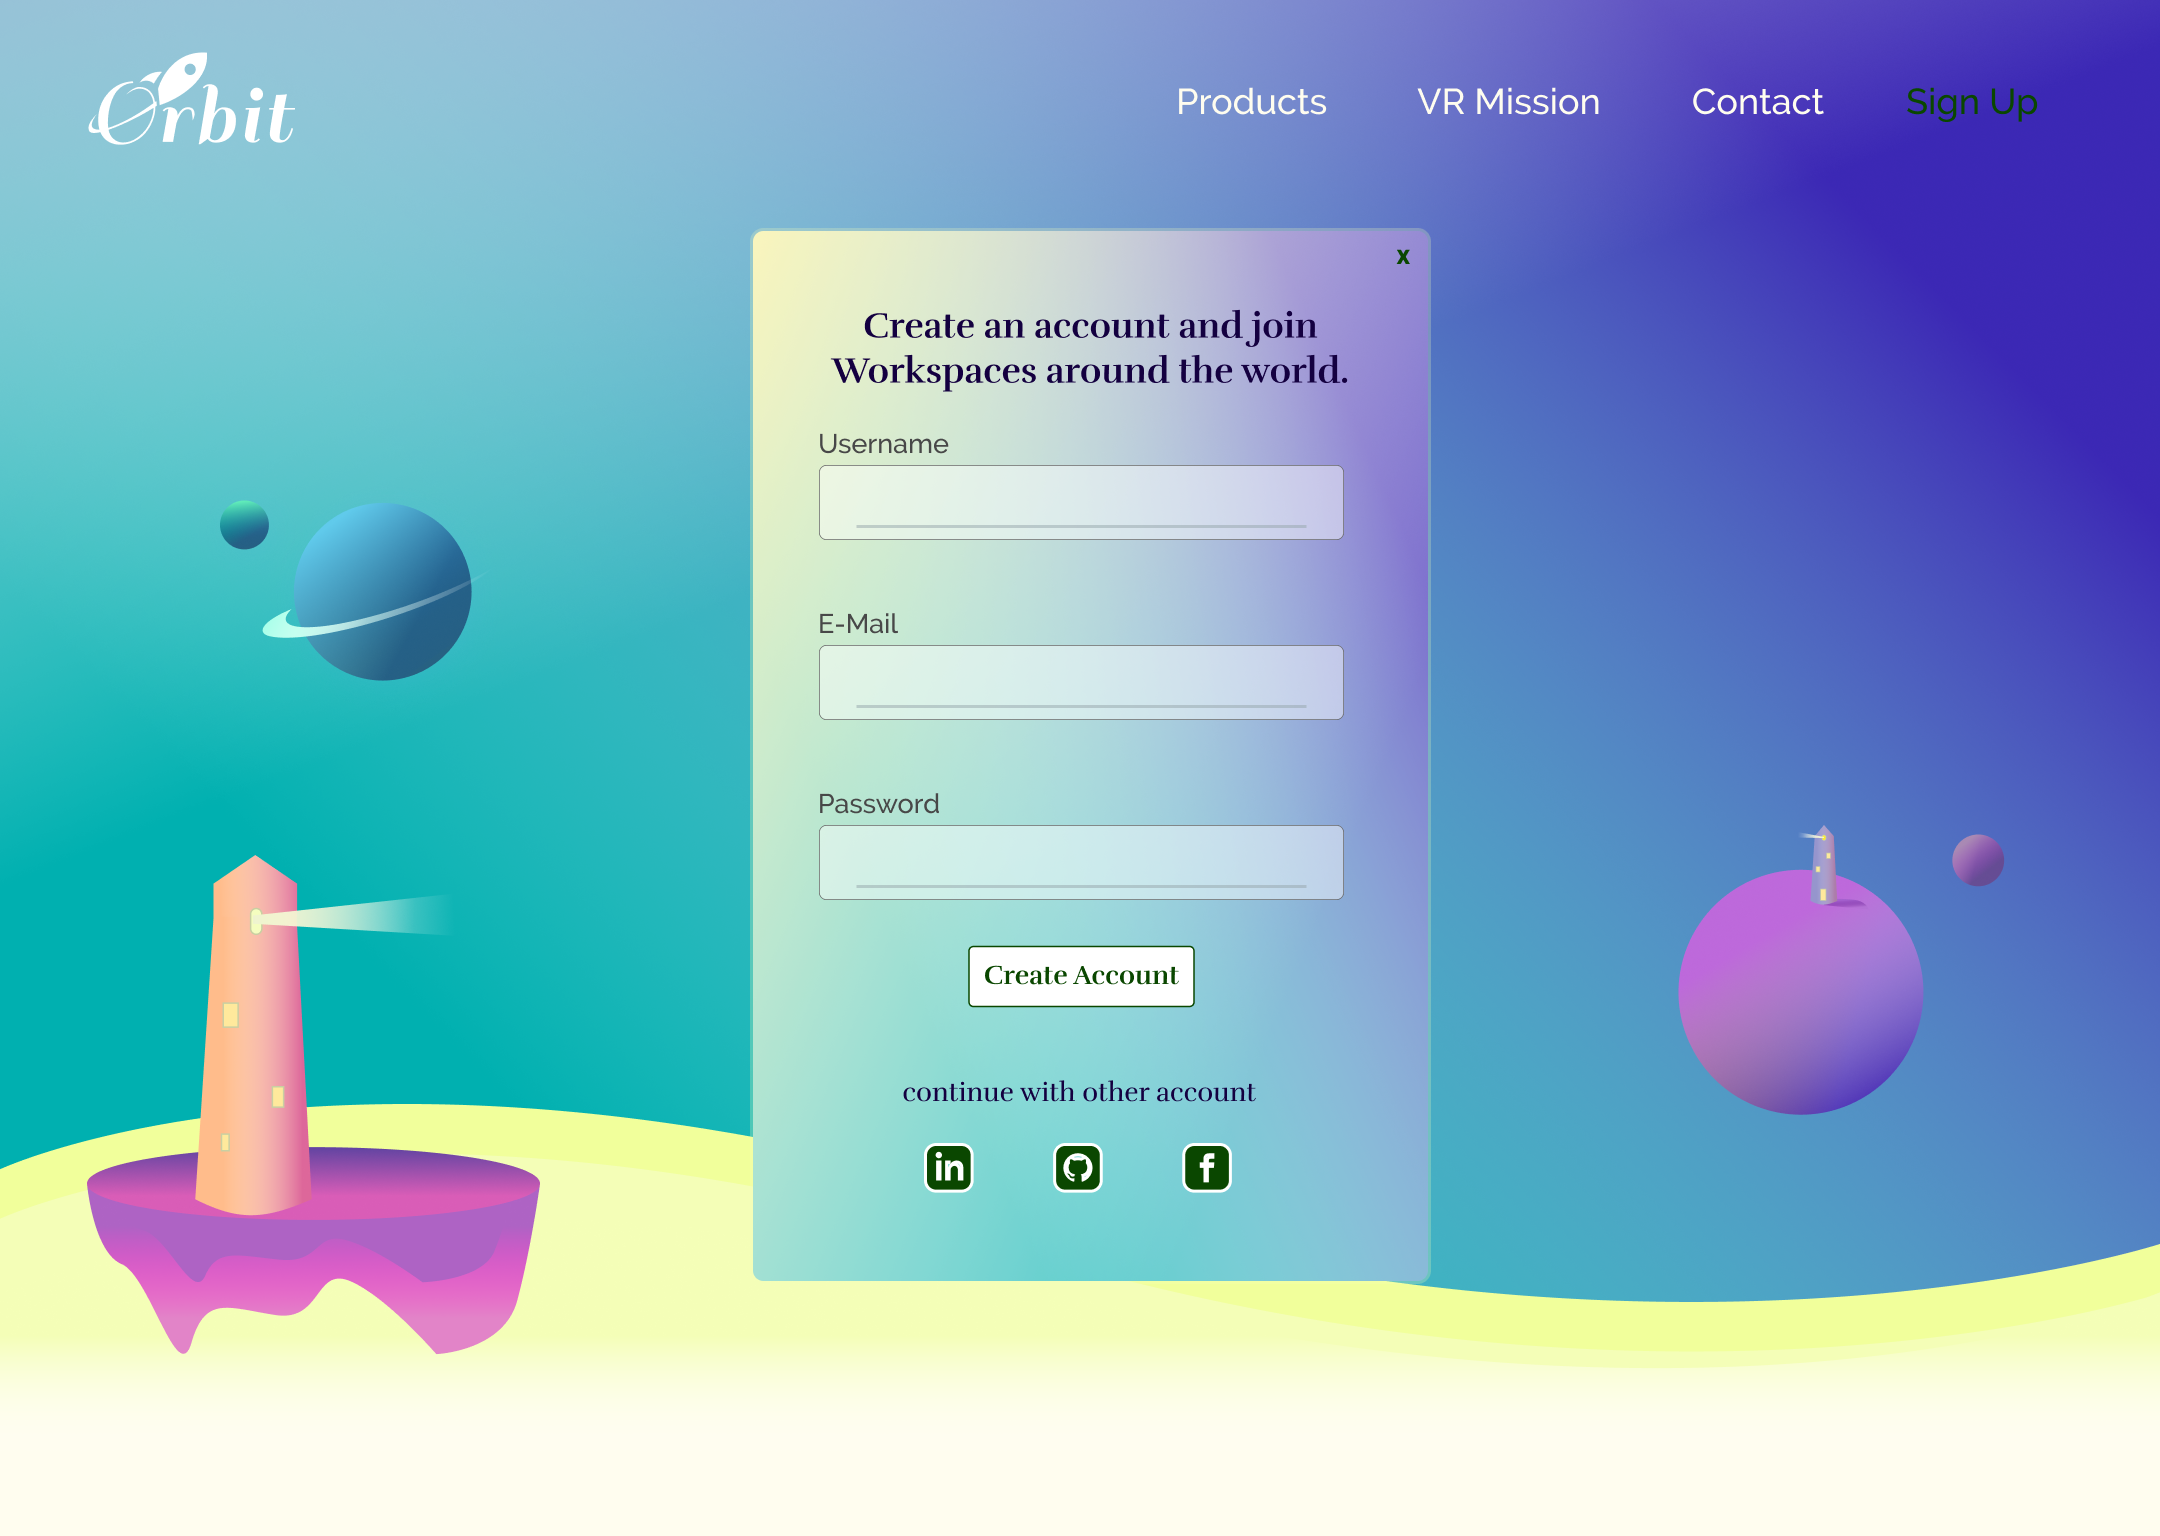 Orbit
Products VR Mission Contact Sign Up
x
Create an account and join
Workspaces around the world.
Username
E-Mail
Password
Create Account
continue with other account
in
f